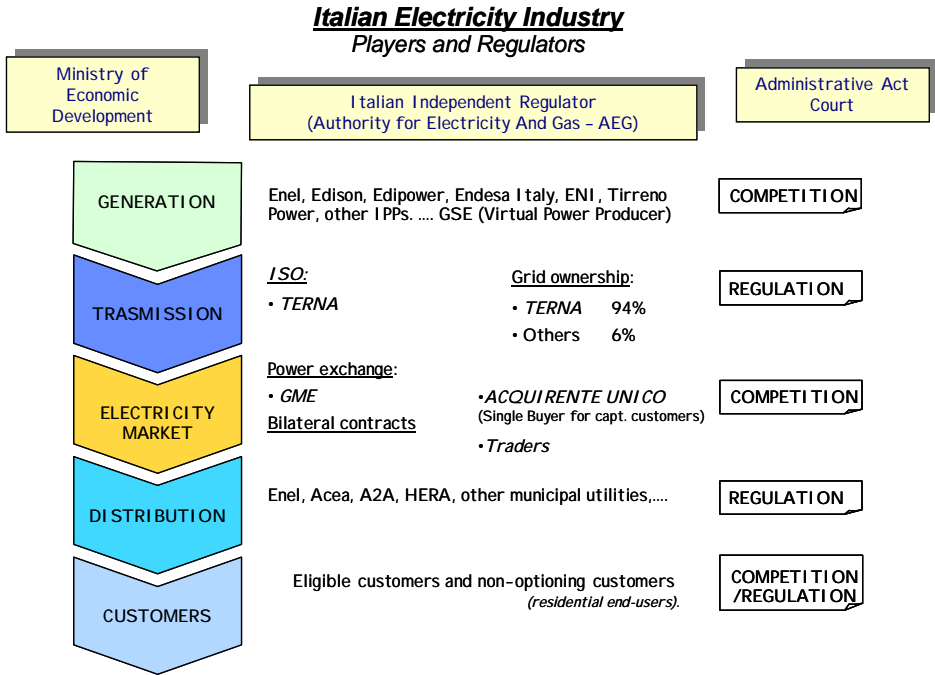 Italian Electricity Industry
Players and Regulators
Ministry of
Economic
Development
Italian Independent Regulator
(Authority for Electricity And Gas – AEG)
Administrative Act
Court
GENERATION
Enel, Edison, Edipower, Endesa Italy, ENI, Tirreno
Power, other IPPs. .... GSE (Virtual Power Producer)
COMPETITION
TRASMISSION
ISO:
• TERNA
Grid ownership:
• TERNA 94%
• Others 6%
REGULATION
ELECTRICITY
MARKET
Power exchange:
• GME
Bilateral contracts
•ACQUIRENTE UNICO
(Single Buyer for capt. customers)
•Traders
COMPETITION
DISTRIBUTION
Enel, Acea, A2A, HERA, other municipal utilities,....
REGULATION
CUSTOMERS
Eligible customers and non-optioning customers
(residential end-users).
COMPETITION
/REGULATION